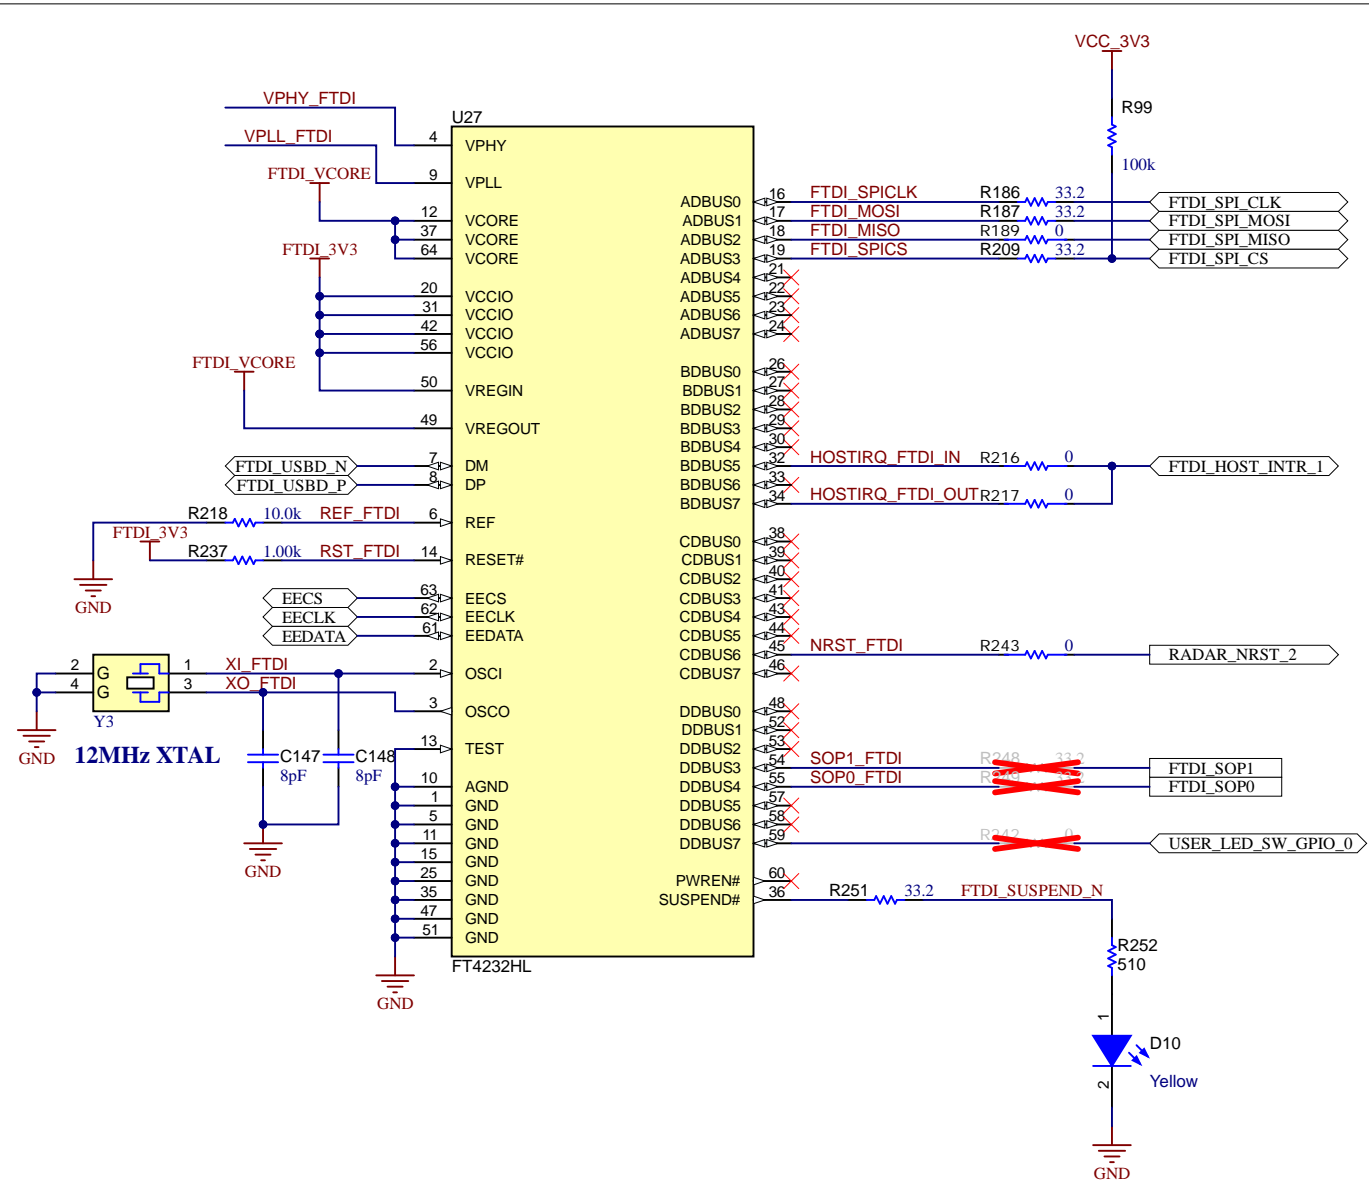 VCC_3V3
R99
100k
VPHY_FTDI
VPLL_FTDI
FTDI_VCORE
FTDI_3V3
FTDI_VCORE
U27
4 VPHY
9 VPLL
12 VCORE
37 VCORE
64 VCORE
20 VCCIO
31 VCCIO
42 VCCIO
56 VCCIO
50 VREGIN
49 VREGOUT
FTDI_USBD_N 7 DM
FTDI_USBD_P 8 DP
R218 10.0k REF_FTDI 6 REF
FTDI_3V3
R237 1.00k RST_FTDI 14 RESET#
GND
EECS 63 EECS
EECLK 62 EECLK
EEDATA 61 EEDATA
2 G 1 XI_FTDI 2 OSCI
4 G 3 XO_FTDI 3 OSCO
Y3
GND
12MHz XTAL
C147
8pF
C148
8pF
GND
13 TEST
10 AGND
1 GND
5 GND
11 GND
15 GND
25 GND
35 GND
47 GND
51 GND
GND
FT4232HL
ADBUS0 16 FTDI_SPICLK R186 33.2 FTDI_SPI_CLK
ADBUS1 17 FTDI_MOSI R187 33.2 FTDI_SPI_MOSI
ADBUS2 18 FTDI_MISO R189 0 FTDI_SPI_MISO
ADBUS3 19 FTDI_SPICS R209 33.2 FTDI_SPI_CS
ADBUS4 21
ADBUS5 22
ADBUS6 23
ADBUS7 24
BDBUS0 26
BDBUS1 27
BDBUS2 28
BDBUS3 29
BDBUS4 30
BDBUS5 32 HOSTIRQ_FTDI_IN R216 0 FTDI_HOST_INTR_1
BDBUS6 33
BDBUS7 34 HOSTIRQ_FTDI_OUT R217 0
CDBUS0 38
CDBUS1 39
CDBUS2 40
CDBUS3 41
CDBUS4 43
CDBUS5 44
CDBUS6 45 NRST_FTDI R243 0 RADAR_NRST_2
CDBUS7 46
DDBUS0 48
DDBUS1 52
DDBUS2 53
DDBUS3 54 SOP1_FTDI R248 33.2 FTDI_SOP1
DDBUS4 55 SOP0_FTDI FTDI_SOP0
DDBUS5 57
DDBUS6 58
DDBUS7 59 R242 0 USER_LED_SW_GPIO_0
PWREN# 60
SUSPEND# 36 R251 33.2 FTDI_SUSPEND_N
R252
510
1
D10
Yellow
2
GND